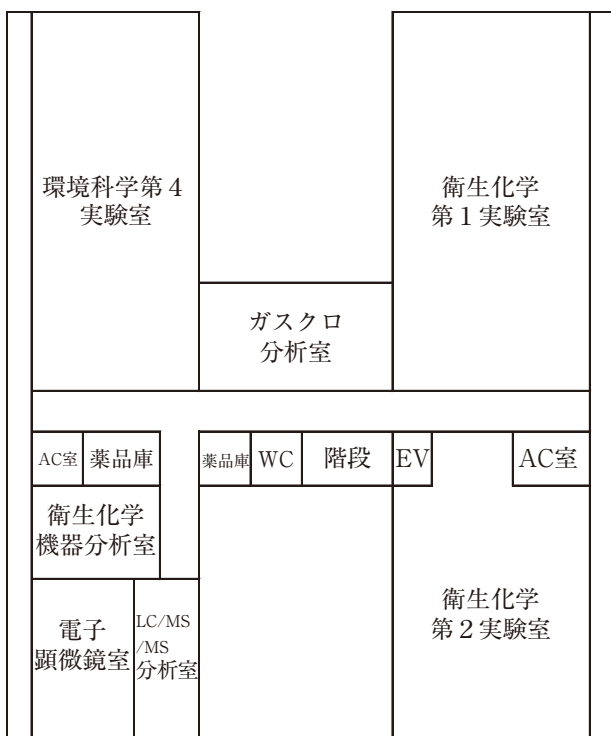 環境科学第４
実験室
衛生化学
第１実験室
ガスクロ
分析室
AC室
薬品庫
薬品庫
WC
階段
EV
AC室
衛生化学
機器分析室
電子
顕微鏡室
LC/MS
/MS
分析室
衛生化学
第２実験室